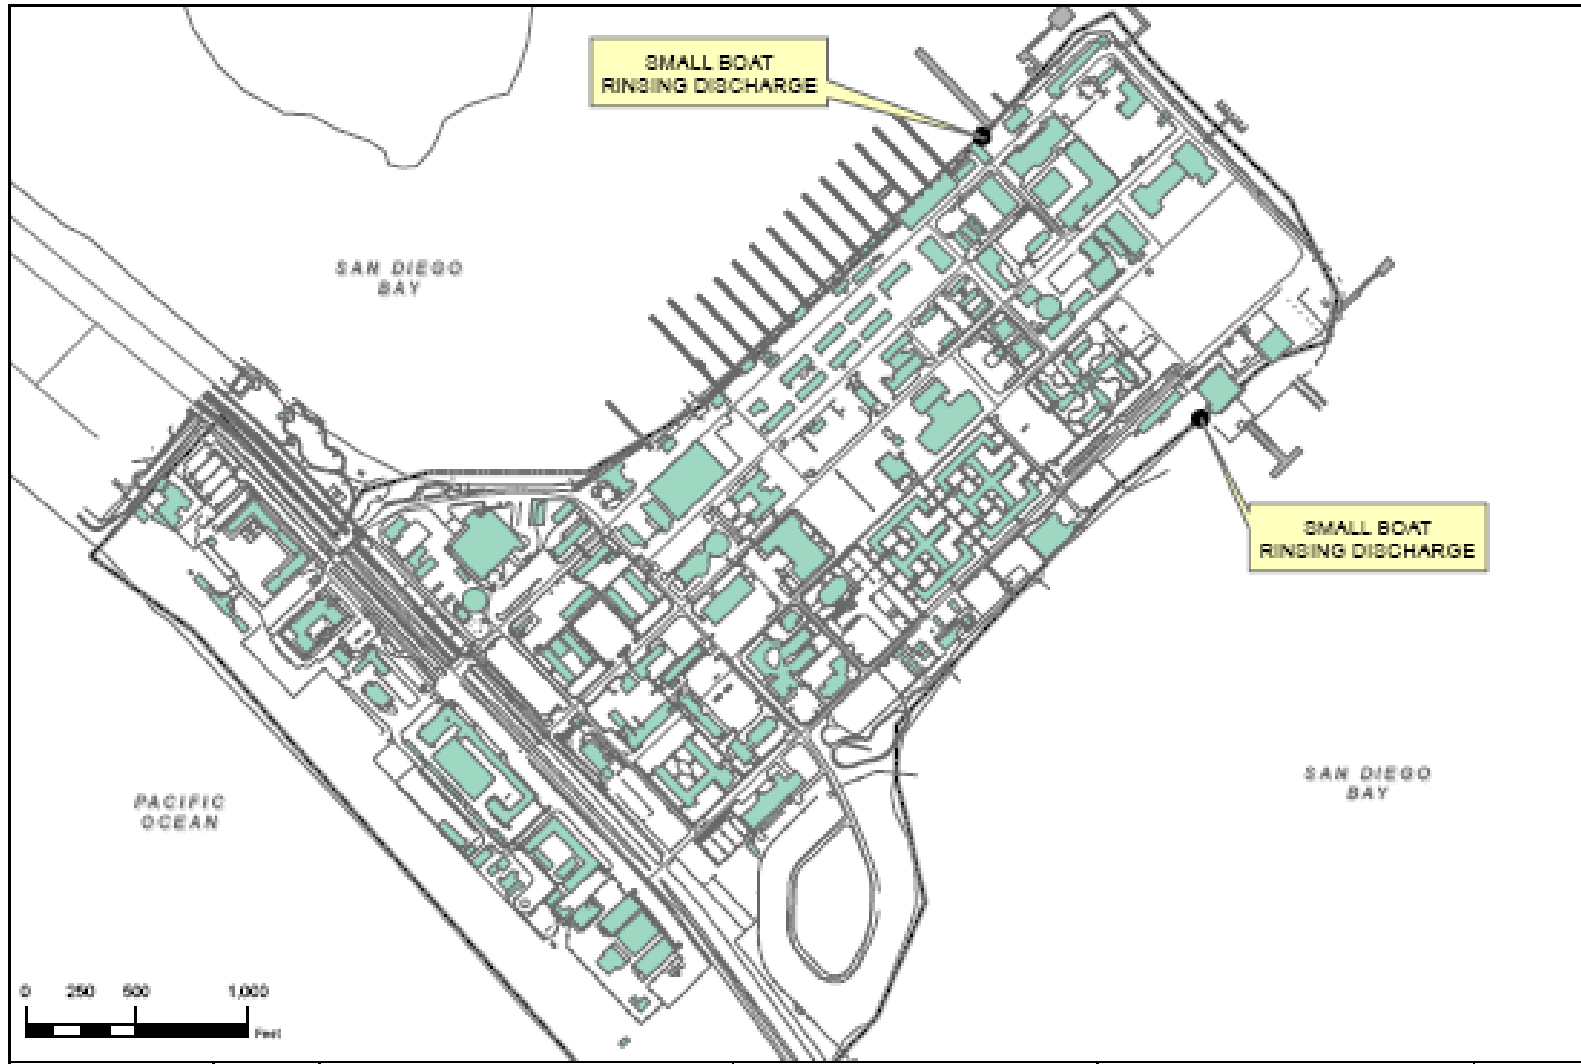 SMALL BOAT
RINSING DISCHARGE
SAN DIEGO
BAY
SMALL BOAT
RINSING DISCHARGE
SAN DIEGO
BAY
PACIFIC
OCEAN
0 250 500 1,000
Feet